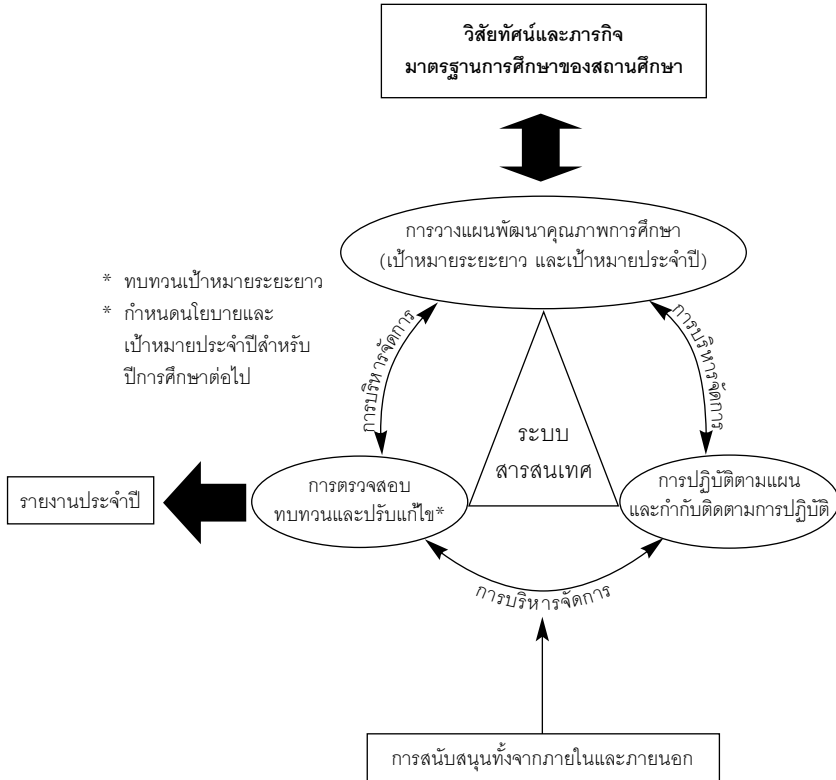 วิสัยทัศน์และภารกิจ
มาตรฐานการศึกษาของสถานศึกษา
การวางแผนพัฒนาคุณภาพการศึกษา
(เป้าหมายระยะยาว และเป้าหมายประจำปี)
* ทบทวนเป้าหมายระยะยาว
* กำหนดนโยบายและ
เป้าหมายประจำปีสำหรับ
ปีการศึกษาต่อไป
การบริหารจัดการ
การบริหารจัดการ
ระบบ
สารสนเทศ
รายงานประจำปี
การตรวจสอบ
ทบทวนและปรับแก้ไข*
การปฏิบัติตามแผน
และกำกับติดตามการปฏิบัติ
การบริหารจัดการ
การสนับสนุนทั้งจากภายในและภายนอก